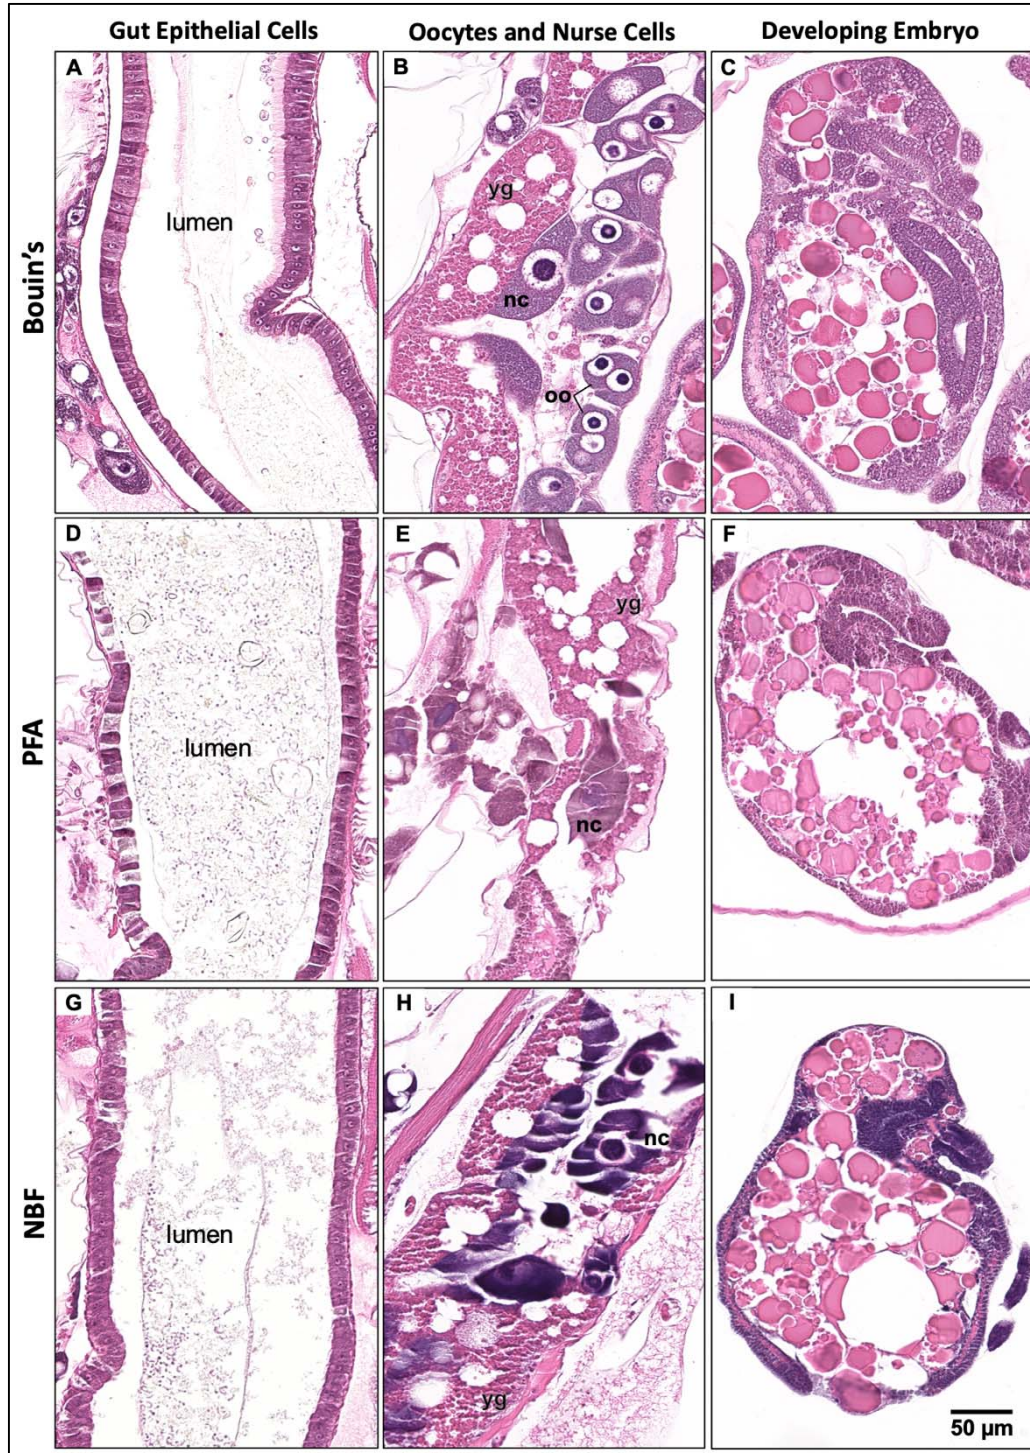 Gut Epithelial Cells
Oocytes and Nurse Cells
Developing Embryo
Bouin's
A
lumen
B
yg
nc
oo
C
PFA
D
lumen
E
yg
nc
F
NBF
G
lumen
H
nc
yg
I
50 µm